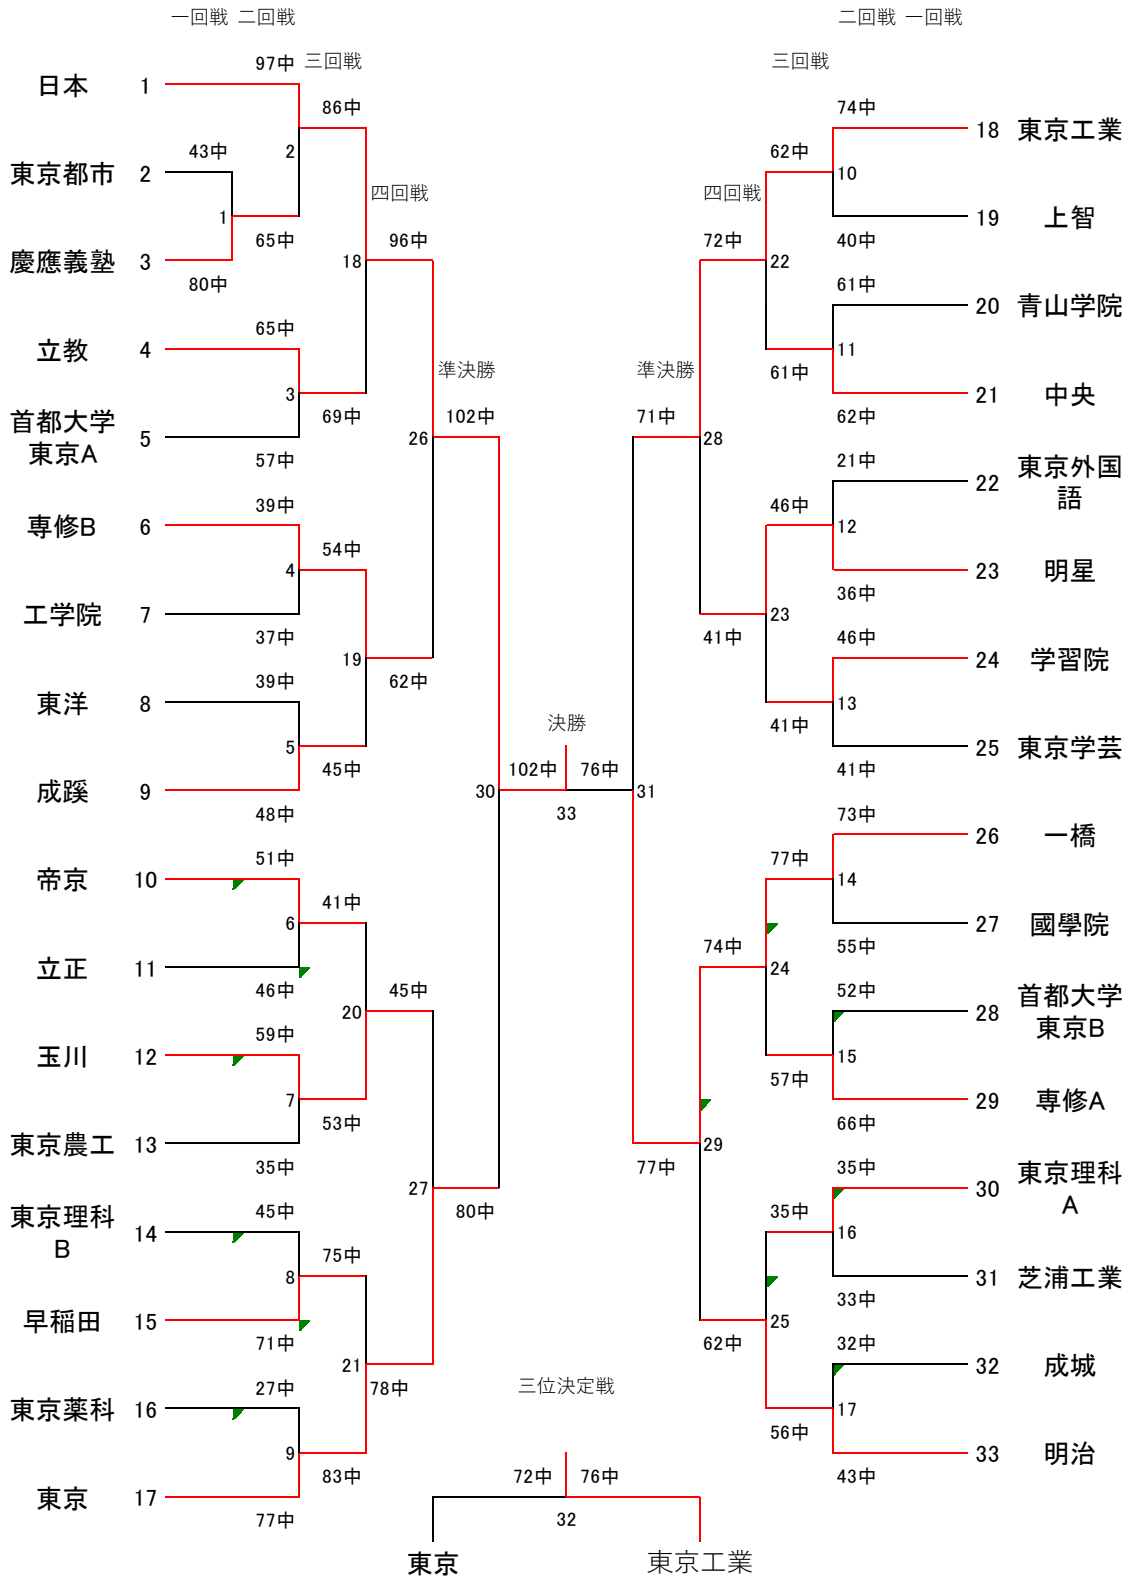 一回戦 二回戦
二回戦 一回戦
97中 三回戦
三回戦
日本 1
86中
74中
18 東京工業
43中
2
62中
東京都市 2
10
四回戦
四回戦
1
19 上智
65中
96中
72中
40中
慶應義塾 3
18
22
80中
61中
20 青山学院
65中
立教 4
11
準決勝
準決勝
61中
3
21 中央
69中
102中
71中
62中
首都大学
東京A
5
26
28
57中
21中
22
東京外国
語
39中
46中
専修B 6
12
54中
4
23 明星
36中
工学院 7
37中
23
41中
46中
19
24 学習院
39中
62中
東洋 8
13
決勝
41中
5
25 東京学芸
45中
102中
76中
41中
成蹊 9
30
31
48中
33
73中
26 一橋
51中
77中
帝京 10
14
41中
6
27 國學院
74中
55中
立正 11
24
46中
45中
52中
20
28
首都大学
東京B
59中
玉川 12
15
57中
7
29 専修A
53中
66中
東京農工 13
29
35中
77中
35中
27
30
東京理科
A
45中
80中
35中
東京理科
B
14
16
75中
8
31 芝浦工業
33中
早稲田 15
25
71中
62中
32中
21
32 成城
27中
78中
三位決定戦
東京薬科 16
17
56中
9
33 明治
83中
72中
76中
43中
東京 17
77中
32
東京
東京工業